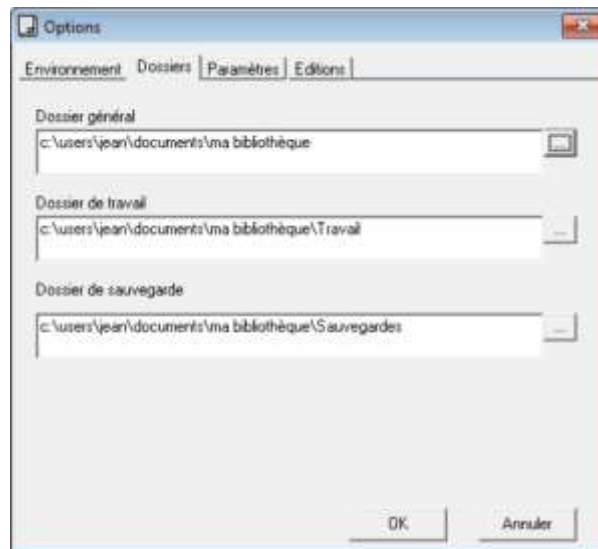 Options
Environnement Dossiers Paramètres Editions
Dossier général
c:\users\jean\documents\ma bibliothèque
...
Dossier de travail
c:\users\jean\documents\ma bibliothèque\Travail
...
Dossier de sauvegarde
c:\users\jean\documents\ma bibliothèque\Sauvegardes
...
OK Annuler